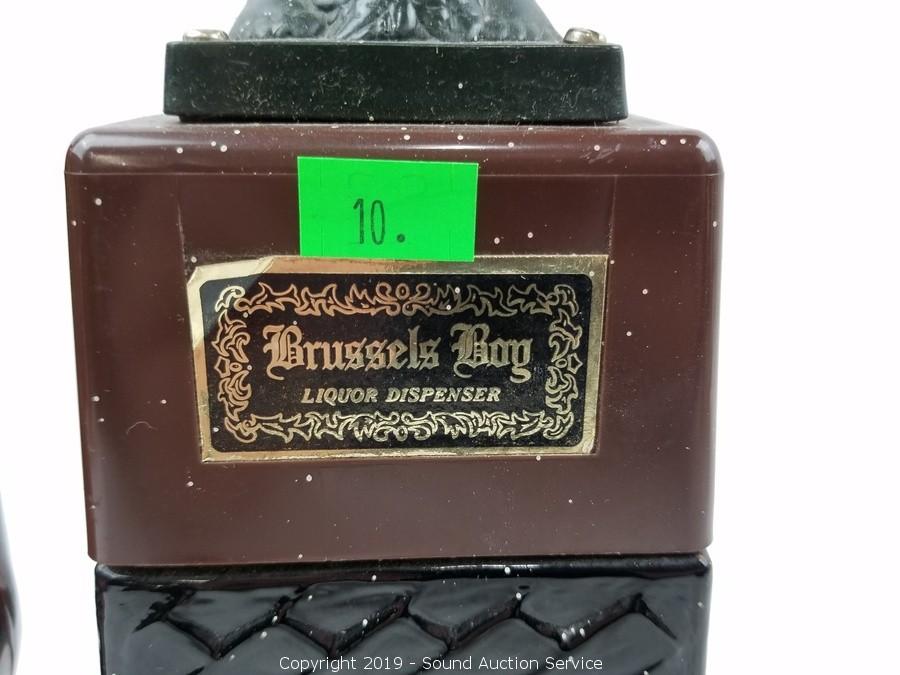 10.
Brussels Boy
LIQUOR DISPENSER
Copyright 2019 - Sound Auction Service